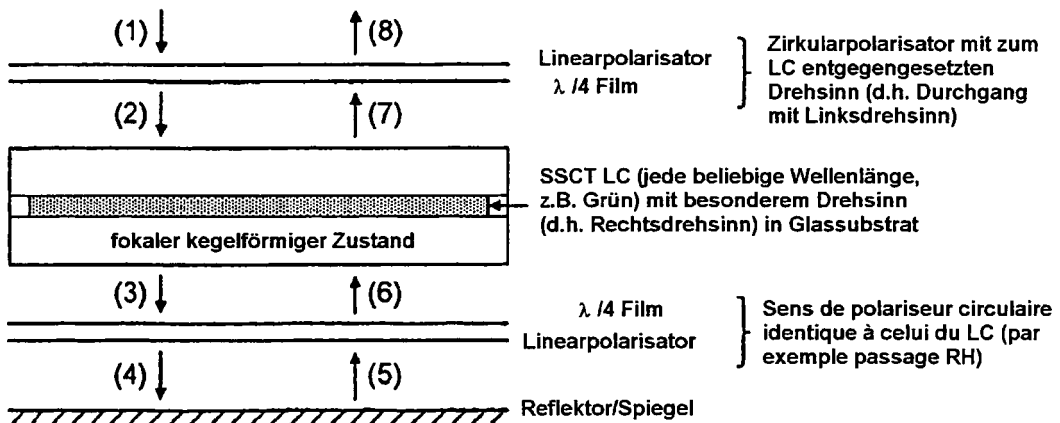 (1) (8)
Linearpolarisator
λ /4 Film
Zirkularpolarisator mit zum
LC entgegengesetzten
Drehsinn (d.h. Durchgang
mit Linksdrehsinn)
(2) (7)
SSCT LC (jede beliebige Wellenlänge,
z.B. Grün) mit besonderem Drehsinn
(d.h. Rechtsdrehsinn) in Glassubstrat
fokaler kegelförmiger Zustand
(3) (6)
λ /4 Film
Linearpolarisator
Sens de polariseur circulaire
identique à celui du LC (par
exemple passage RH)
(4) (5)
Reflektor/Spiegel